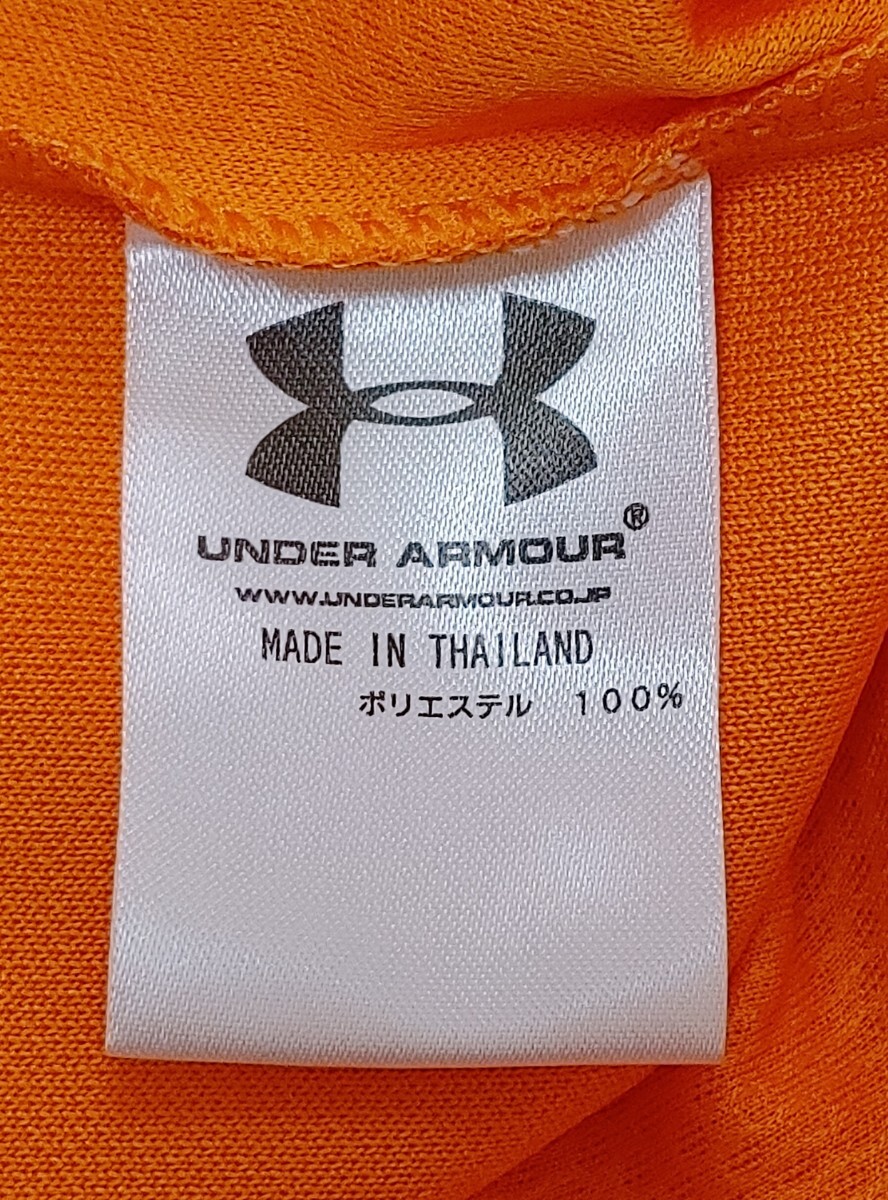 UNDER ARMOUR®
WWW.UNDERARMOUR.CO.JP
MADE IN THAILAND
ポリエステル　100%